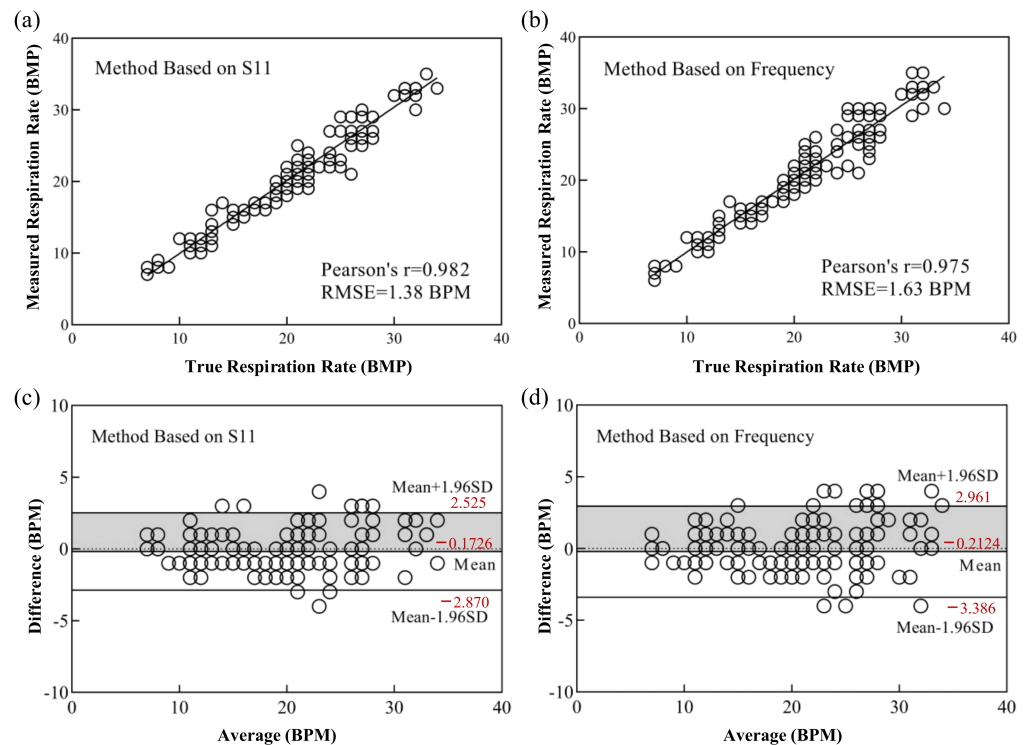 (a)
Measured Respiration Rate (BMP)
40
30
20
10
0
Method Based on S11
Pearson's r=0.982
RMSE=1.38 BPM
0 10 20 30 40
True Respiration Rate (BMP)
(b)
Measured Respiration Rate (BMP)
40
30
20
10
0
Method Based on Frequency
Pearson's r=0.975
RMSE=1.63 BPM
0 10 20 30 40
True Respiration Rate (BMP)
(c)
Difference (BPM)
10
5
0
-5
-10
Method Based on S11
Mean+1.96SD
2.525
−0.1726
Mean
−2.870
Mean-1.96SD
0 10 20 30 40
Average (BPM)
(d)
Difference (BPM)
10
5
0
-5
-10
Method Based on Frequency
Mean+1.96SD
2.961
−0.2124
Mean
−3.386
Mean-1.96SD
0 10 20 30 40
Average (BPM)